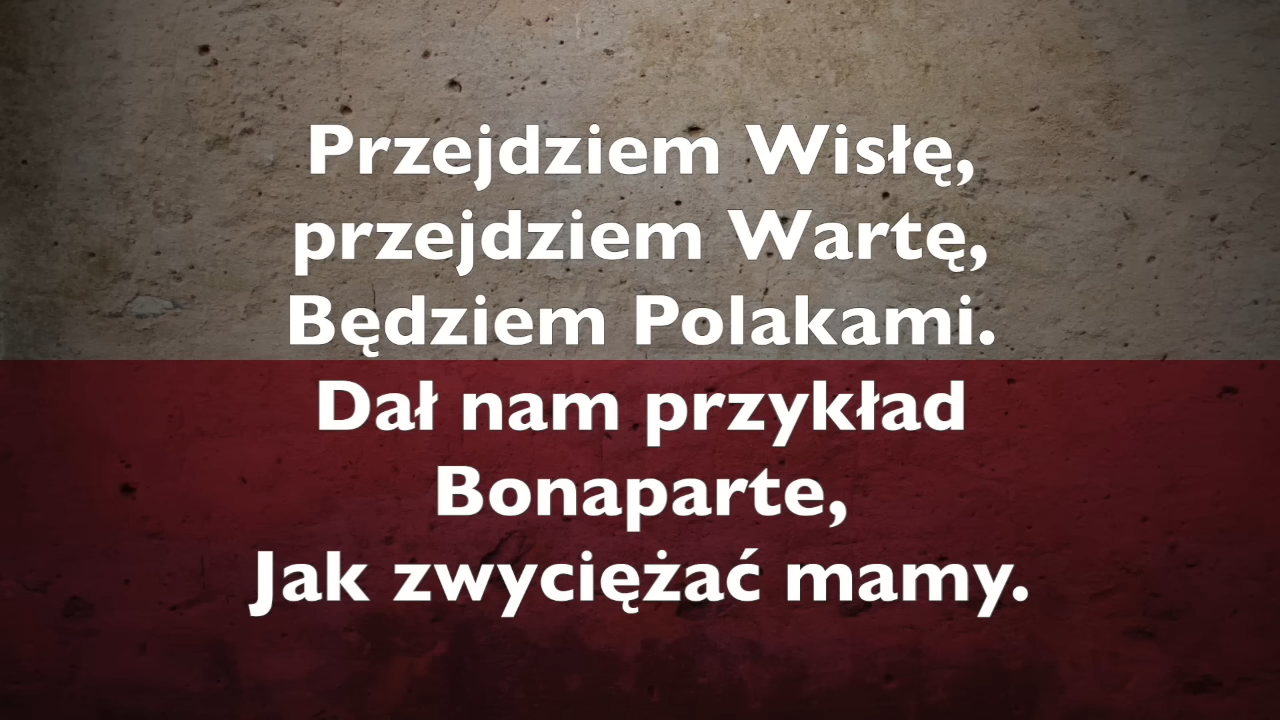 Przejdziem Wisłę,
przejdziem Wartę,
Będziem Polakami.
Dał nam przykład
Bonaparte,
Jak zwyciężać mamy.